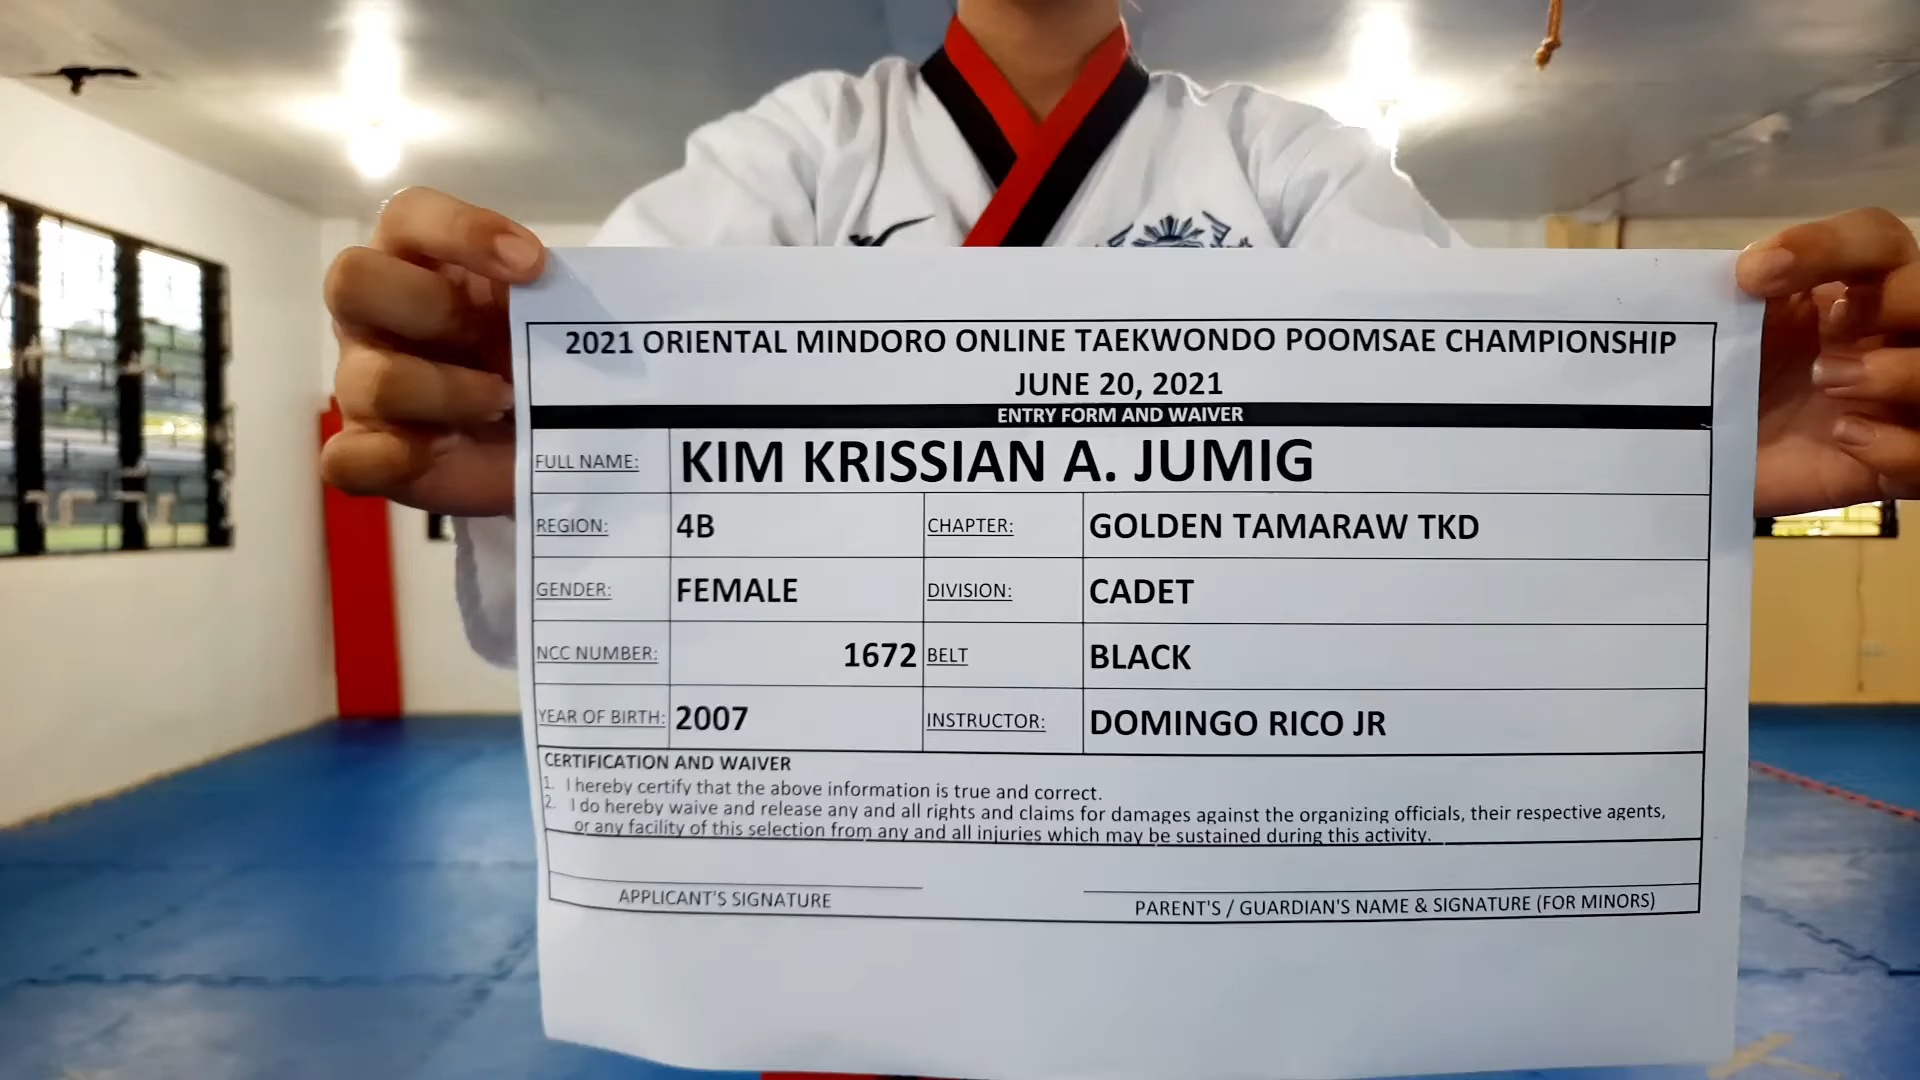 2021 ORIENTAL MINDORO ONLINE TAEKWONDO POOMSAE CHAMPIONSHIP
JUNE 20, 2021
ENTRY FORM AND WAIVER
FULL NAME: KIM KRISSIAN A. JUMIG
REGION: 4B CHAPTER: GOLDEN TAMARAW TKD
GENDER: FEMALE DIVISION: CADET
NCC NUMBER: 1672 BELT BLACK
YEAR OF BIRTH: 2007 INSTRUCTOR: DOMINGO RICO JR
CERTIFICATION AND WAIVER
1. I hereby certify that the above information is true and correct.
2. I do hereby waive and release any and all rights and claims for damages against the organizing officials, their respective agents,
or any facility of this selection from any and all injuries which may be sustained during this activity.
APPLICANT'S SIGNATURE PARENT'S / GUARDIAN'S NAME & SIGNATURE (FOR MINORS)